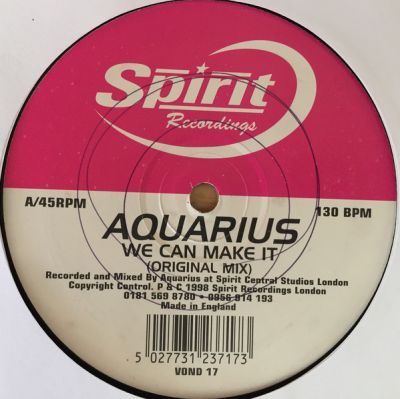 Spirit
Recordings
A/45RPM
130 BPM
AQUARIUS
WE CAN MAKE IT
(ORIGINAL MIX)
Recorded and Mixed By Aquarius at Spirit Central Studios London
Copyright Control. P & C 1998 Spirit Recordings London
0181 569 8780 • 0956 814 193
Made in England
5 027731 237173
VOND 17